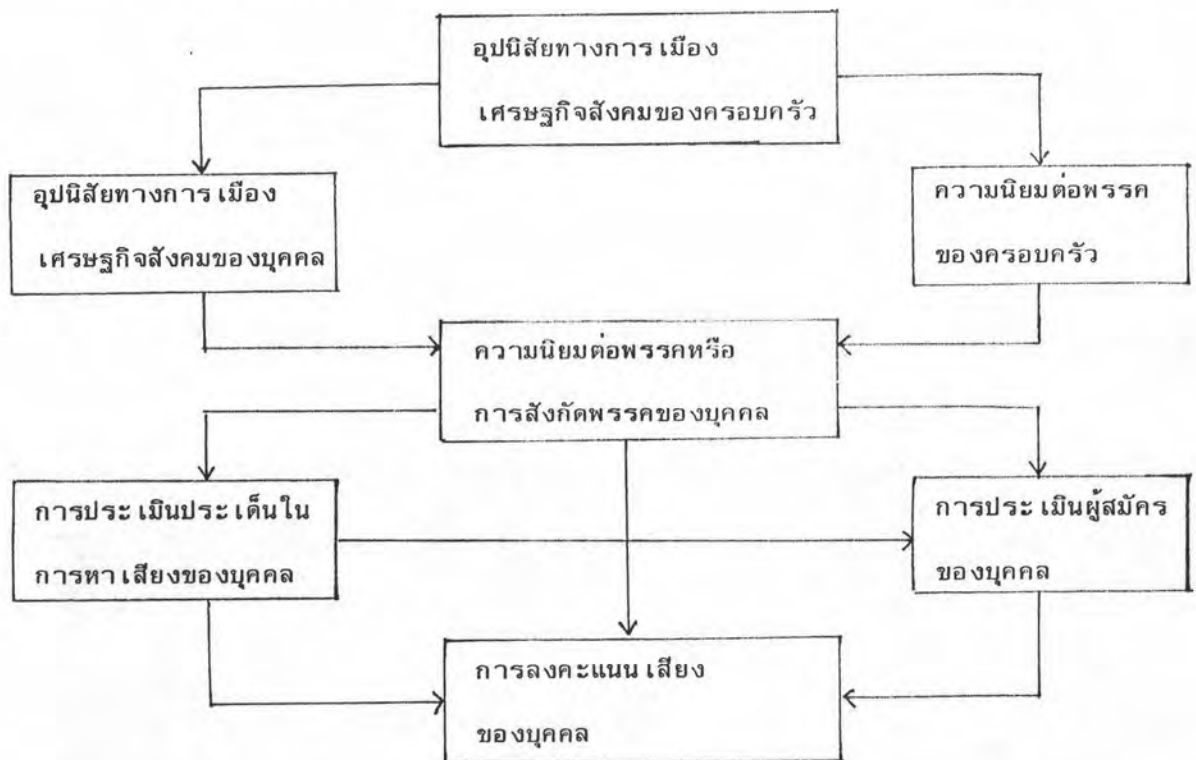 อุปนิสัยทางการเมือง
เศรษฐกิจสังคมของครอบครัว
อุปนิสัยทางการเมือง
เศรษฐกิจสังคมของบุคคล
ความนิยมต่อพรรค
ของครอบครัว
ความนิยมต่อพรรคหรือ
การสังกัดพรรคของบุคคล
การประเมินประเด็นใน
การหาเสียงของบุคคล
การประเมินผู้สมัคร
ของบุคคล
การลงคะแนนเสียง
ของบุคคล